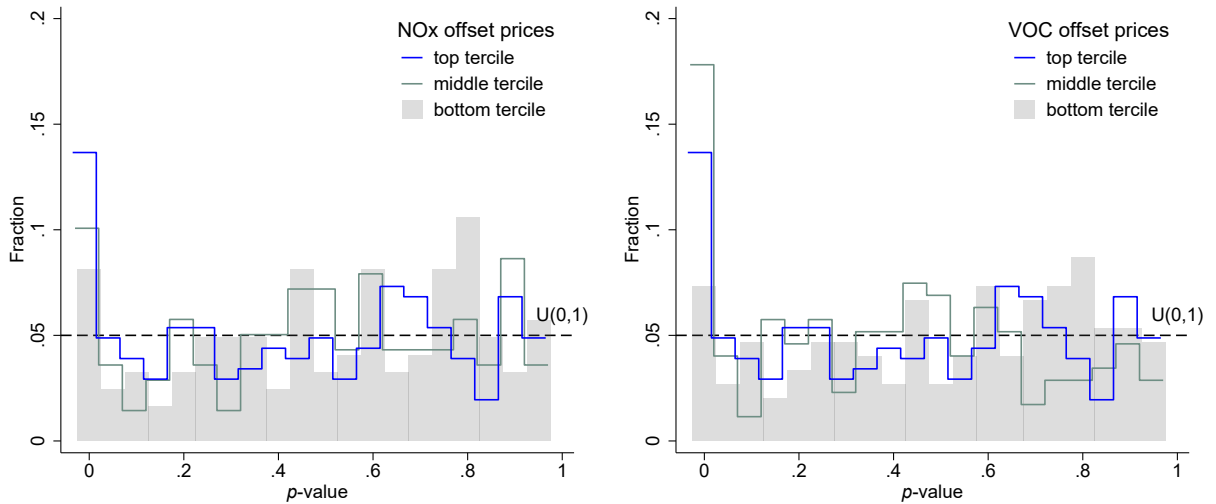 NOx offset prices
top tercile
middle tercile
bottom tercile
Fraction
.2
.15
.1
.05
0
U(0,1)
0 .2 .4 .6 .8 1
p-value
VOC offset prices
top tercile
middle tercile
bottom tercile
Fraction
.2
.15
.1
.05
0
U(0,1)
0 .2 .4 .6 .8 1
p-value